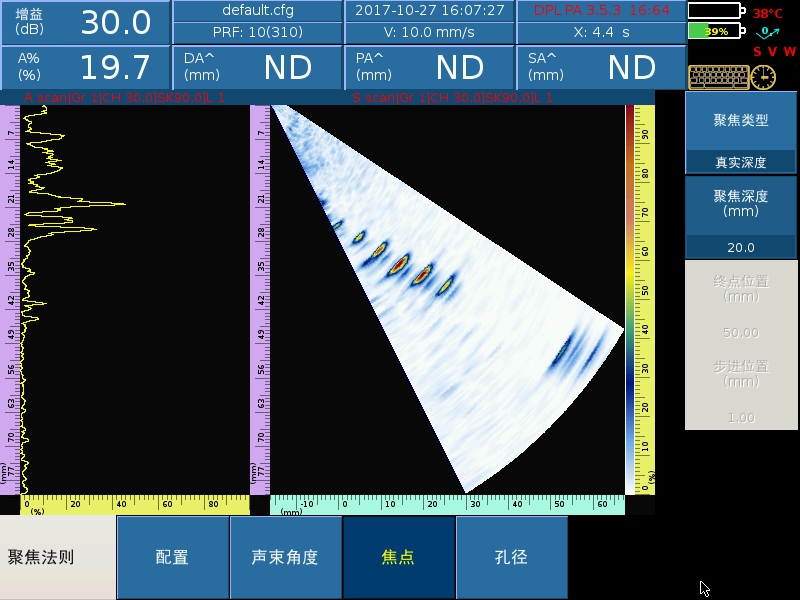 增益
(dB)
30.0
default.cfg
PRF: 10(310)
2017-10-27 16:07:27
V: 10.0 mm/s
DPL PA 3.5.3 16:64
X: 4.4 s
38°C
39%
0.
S V W
A%
(%)
19.7
DA^
(mm)
ND
PA^
(mm)
ND
SA^
(mm)
ND
A scan|Gr 1|CH 30.0|SK90.0|L 1
S scan|Gr 1|CH 30.0|SK90.0|L 1
7
14
21
28
35
42
49
56
63
70
77
(mm)
0
20
40
60
80
(%)
7
14
21
28
35
42
49
56
63
70
77
(mm)
-10
0
10
20
30
40
50
60
(mm)
90
80
70
60
50
40
30
20
10
0
(%)
聚焦类型
真实深度
聚焦深度
(mm)
20.0
终点位置
(mm)
50.00
步进位置
(mm)
1.00
聚焦法则
配置
声束角度
焦点
孔径